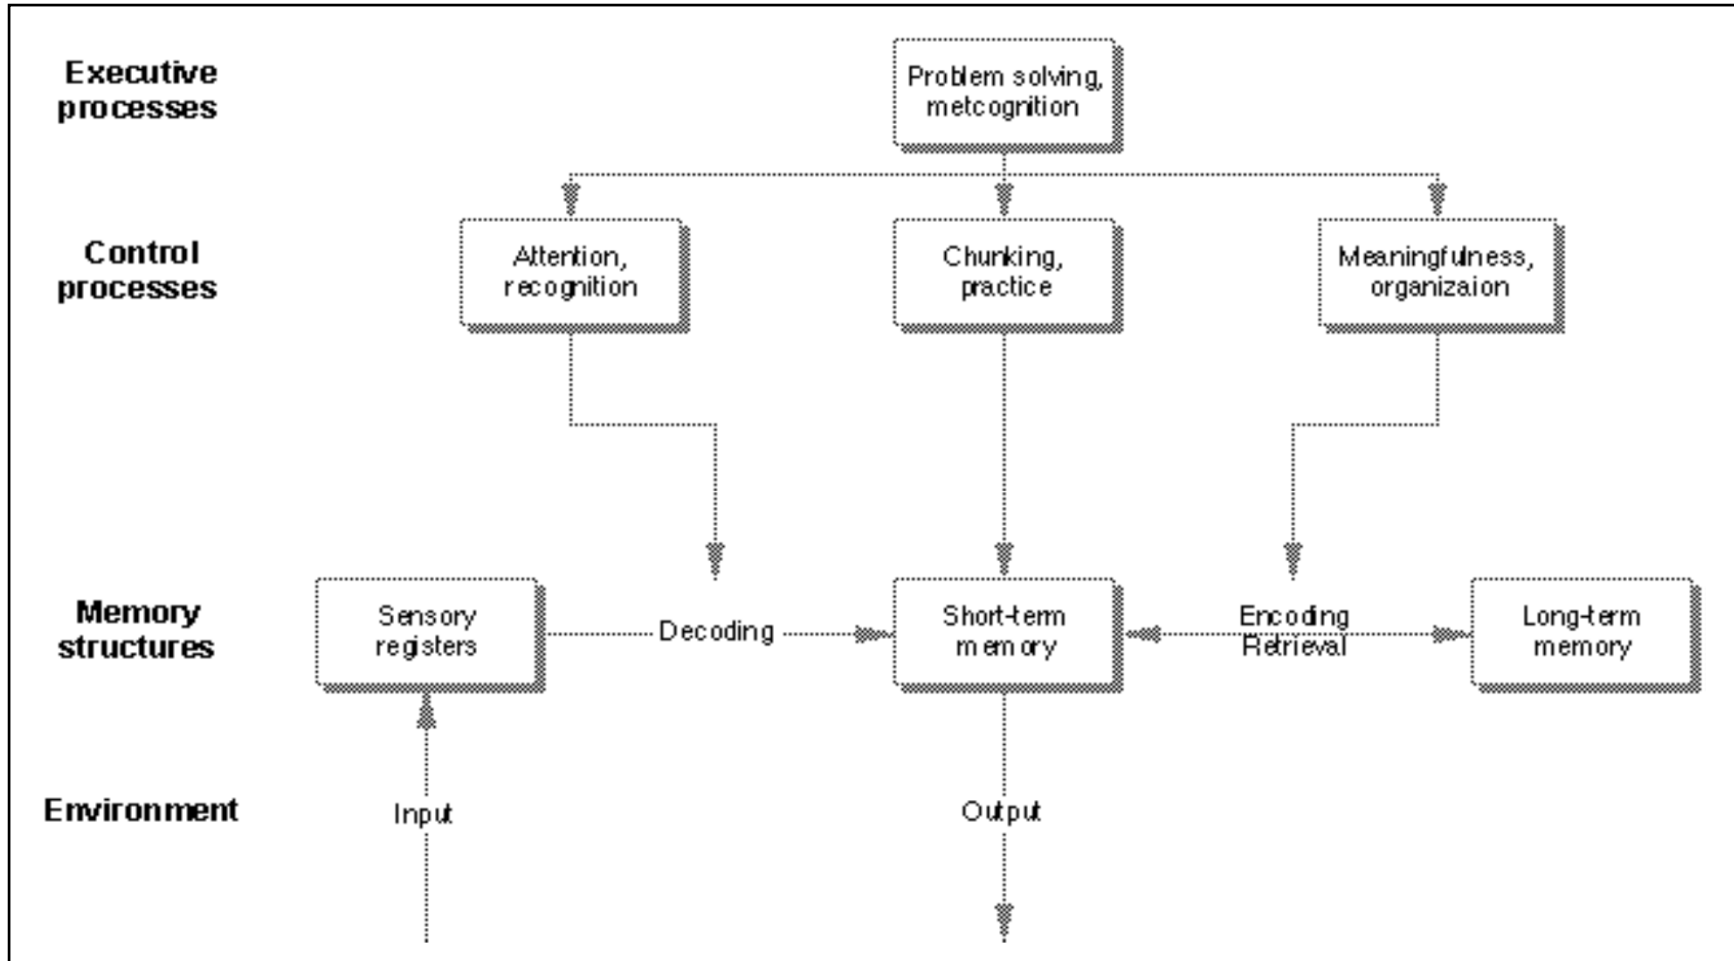 Executive
processes
Problem solving,
metcognition
Control
processes
Attention,
recognition
Chunking,
practice
Meaningfulness,
organizaion
Memory
structures
Sensory
registers
Decoding
Short-term
memory
Encoding
Retrieval
Long-term
memory
Environment
Input
Output